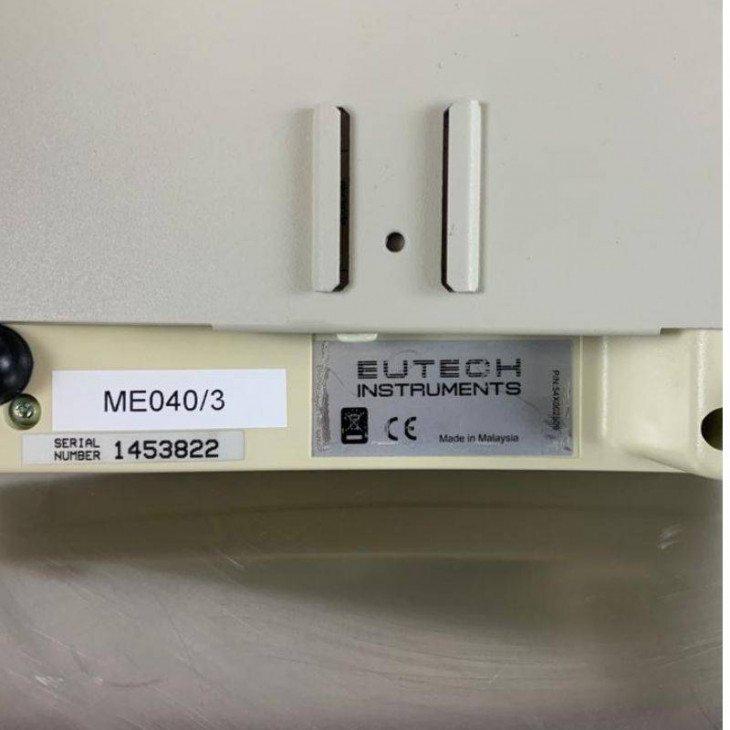 ME040/3
SERIAL
NUMBER 1453822
EUTECH
INSTRUMENTS
CE
Made in Malaysia